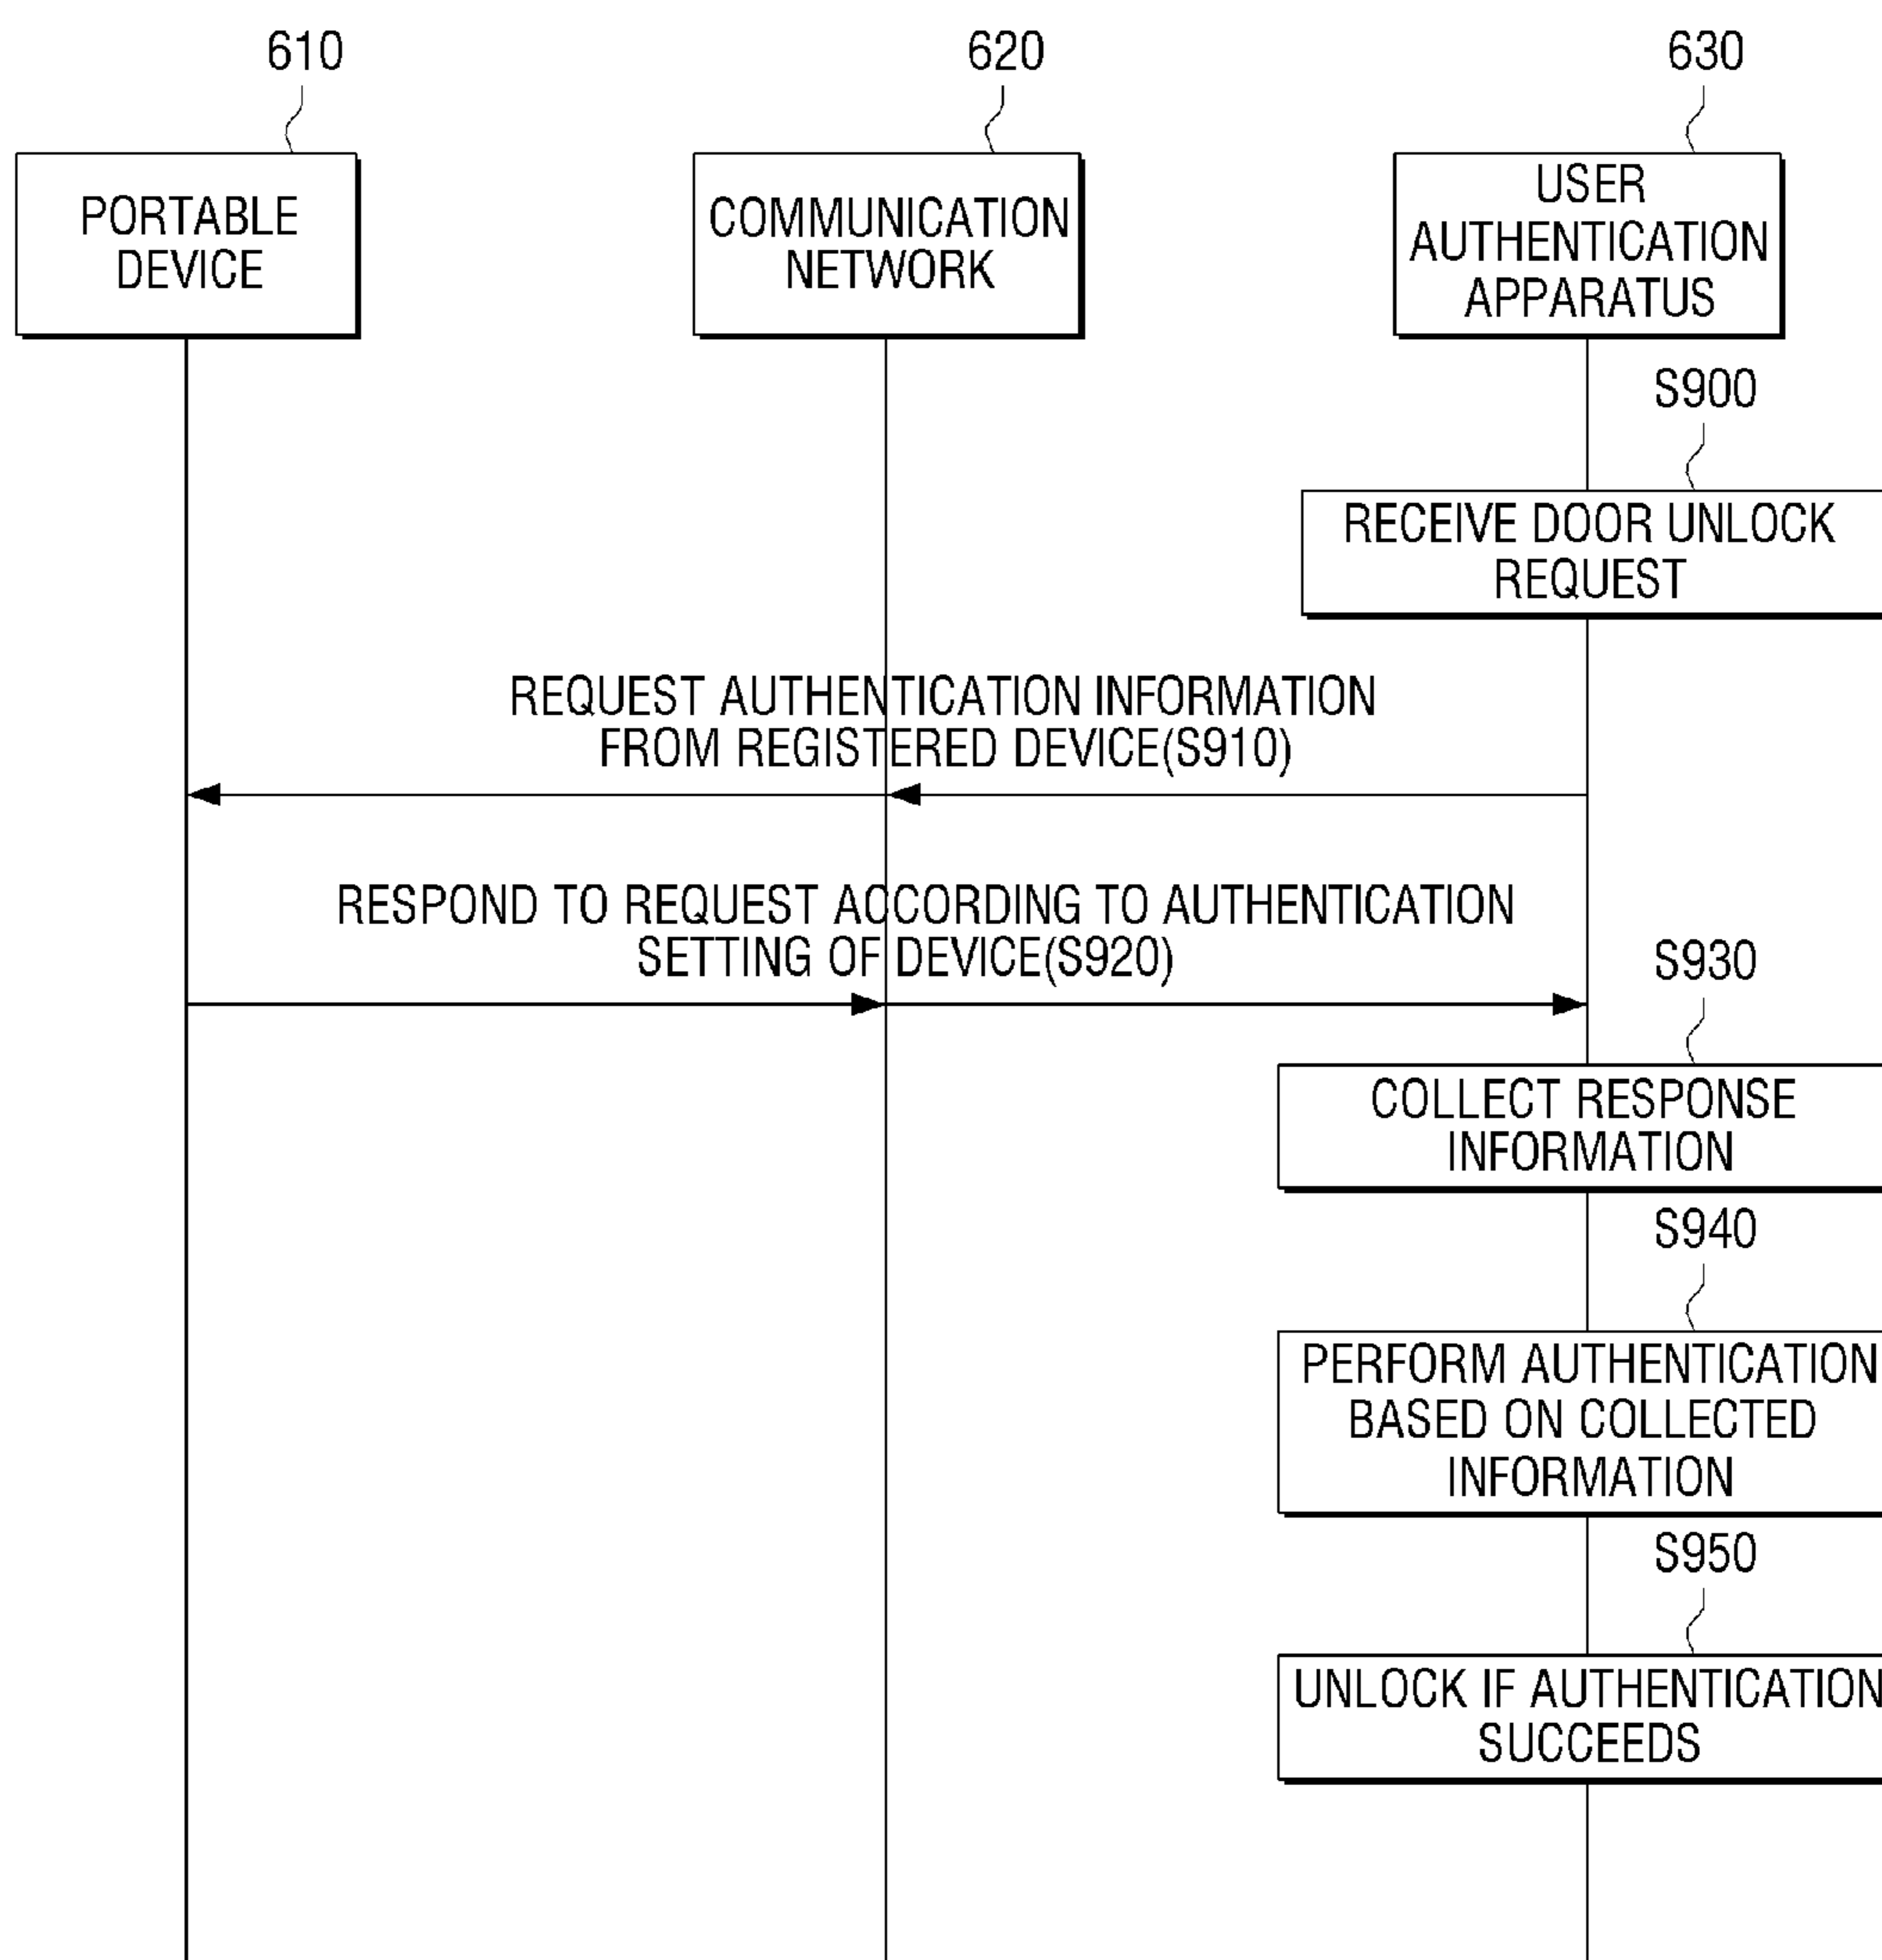 610
620
630
PORTABLE
DEVICE
COMMUNICATION
NETWORK
USER
AUTHENTICATION
APPARATUS
S900
RECEIVE DOOR UNLOCK
REQUEST
REQUEST AUTHENTICATION INFORMATION
FROM REGISTERED DEVICE(S910)
RESPOND TO REQUEST ACCORDING TO AUTHENTICATION
SETTING OF DEVICE(S920)
S930
COLLECT RESPONSE
INFORMATION
S940
PERFORM AUTHENTICATION
BASED ON COLLECTED
INFORMATION
S950
UNLOCK IF AUTHENTICATION
SUCCEEDS